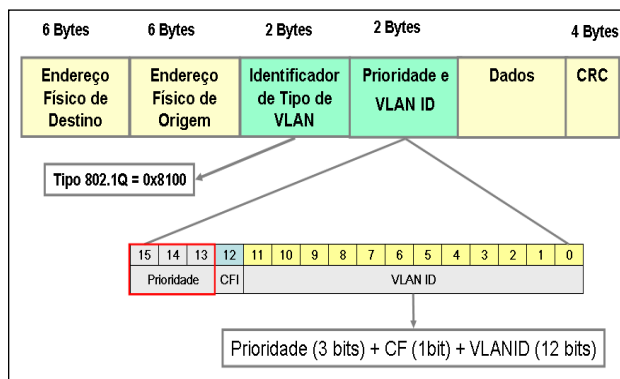 6 Bytes 6 Bytes 2 Bytes 2 Bytes 4 Bytes
Endereço Físico de Destino
Endereço Físico de Origem
Identificador de Tipo de VLAN
Prioridade e VLAN ID
Dados
CRC
Tipo 802.1Q = 0x8100
15 14 13 12 11 10 9 8 7 6 5 4 3 2 1 0
Prioridade CFI VLAN ID
Prioridade (3 bits) + CF (1bit) + VLANID (12 bits)